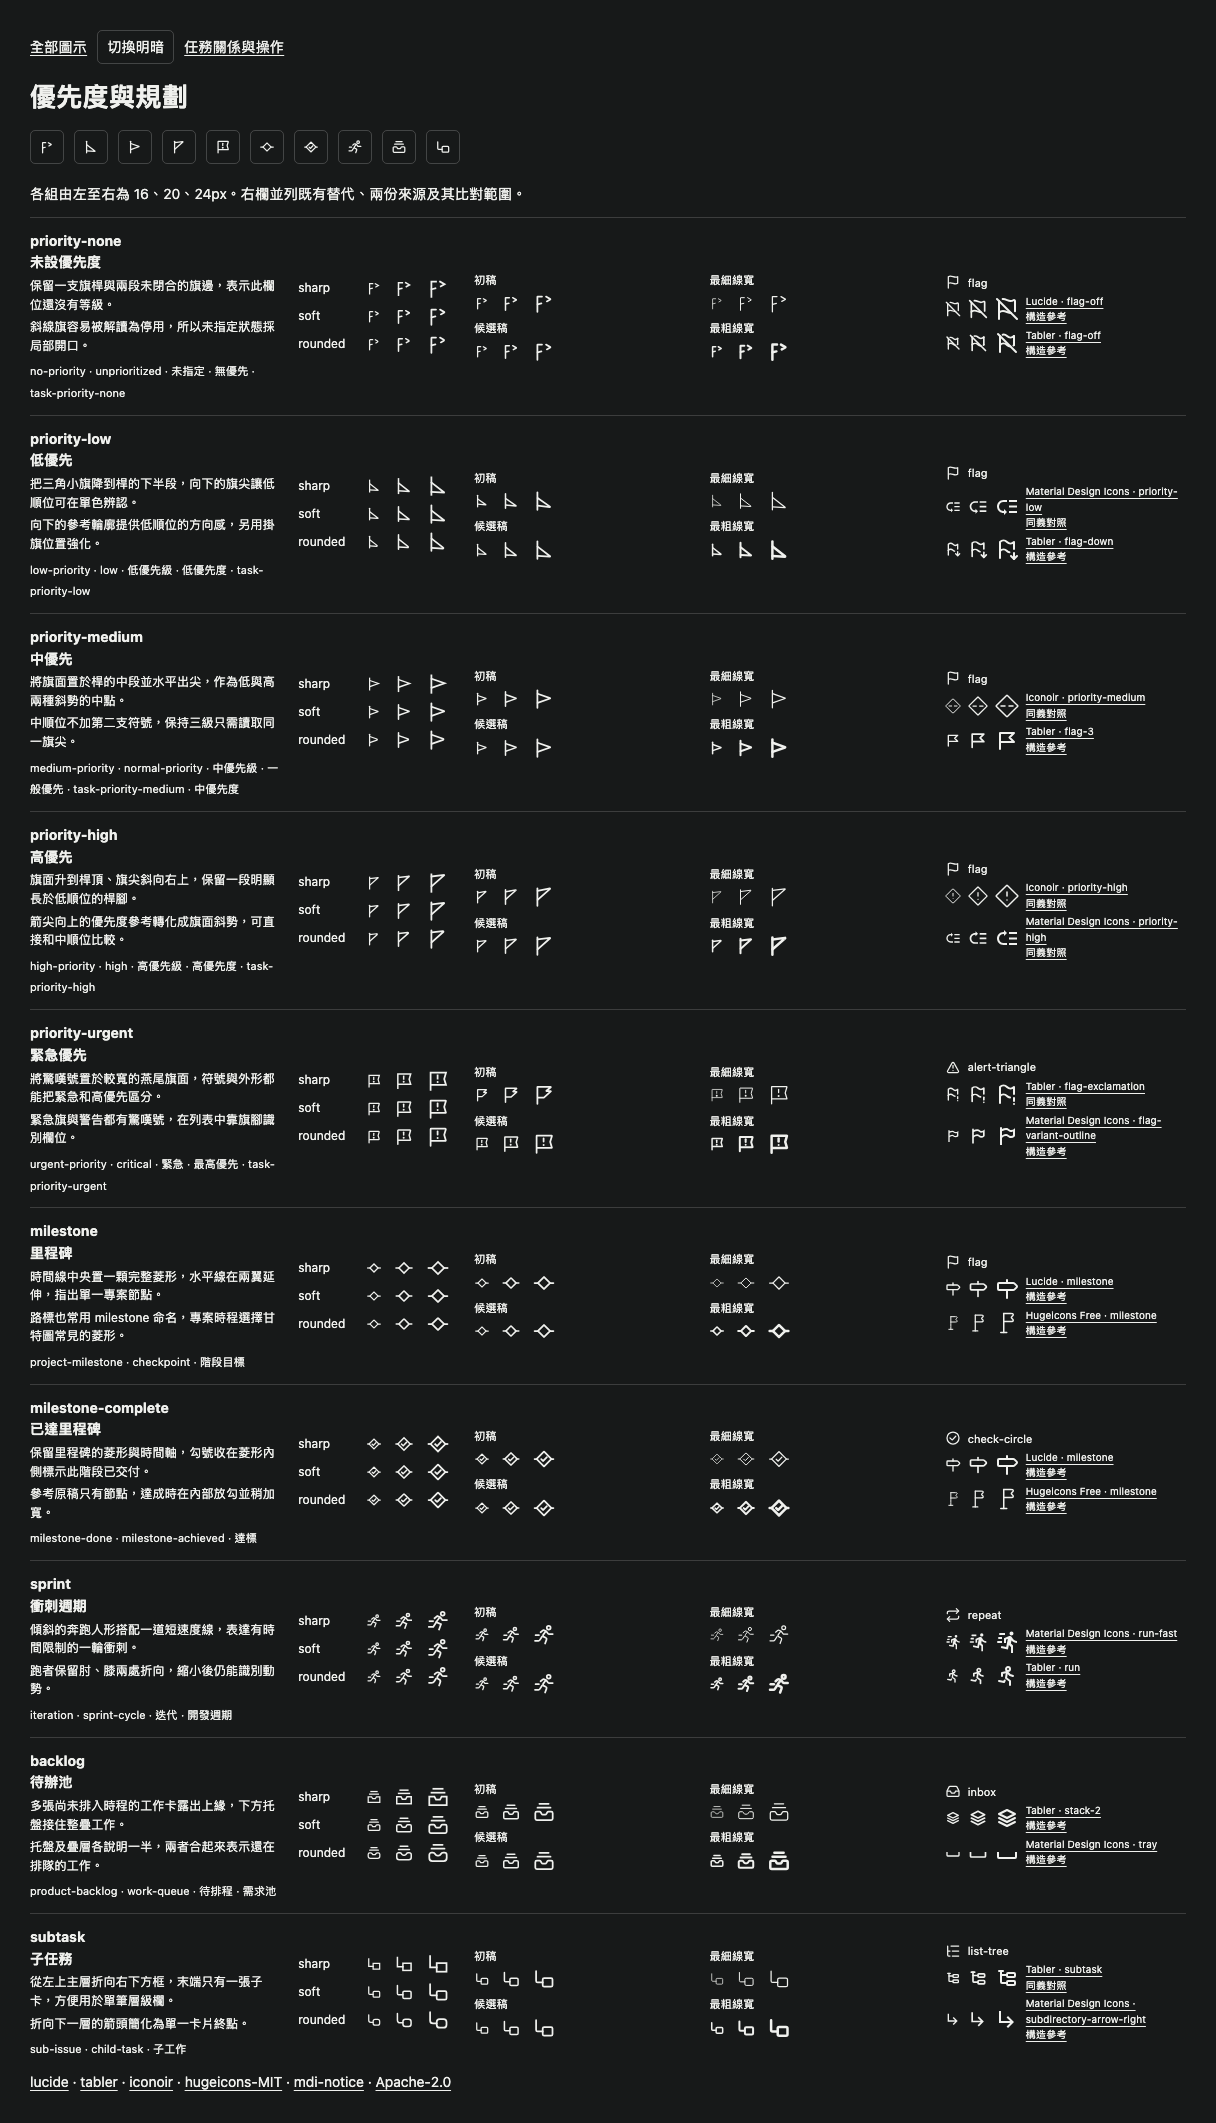 全部圖示 切換明暗 任務關係與操作
優先度與規劃
各組由左至右為 16、20、24px。右欄並列既有替代、兩份來源及其比對範圍。
priority-none
未設優先度
保留一支旗桿與兩段未閉合的旗邊，表示此欄
位還沒有等級。
斜線旗容易被解讀為停用，所以未指定狀態採
局部開口。
no-priority · unprioritized · 未指定 · 無優先 ·
task-priority-none
sharp
soft
rounded
初稿
候選稿
最細線寬
最粗線寬
flag
Lucide · flag-off
構造參考
Tabler · flag-off
構造參考
priority-low
低優先
把三角小旗降到桿的下半段，向下的旗尖讓低
順位可在單色辨認。
向下的參考輪廓提供低順位的方向感，另用掛
旗位置強化。
low-priority · low · 低優先級 · 低優先度 · task-
priority-low
sharp
soft
rounded
初稿
候選稿
最細線寬
最粗線寬
flag
Material Design Icons · priority-
low
同義對照
Tabler · flag-down
構造參考
priority-medium
中優先
將旗面置於桿的中段並水平出尖，作為低與高
兩種斜勢的中點。
中順位不加第二支符號，保持三級只需讀取同
一旗尖。
medium-priority · normal-priority · 中優先級 · 一
般優先 · task-priority-medium · 中優先度
sharp
soft
rounded
初稿
候選稿
最細線寬
最粗線寬
flag
Iconoir · priority-medium
同義對照
Tabler · flag-3
構造參考
priority-high
高優先
旗面升到桿頂、旗尖斜向右上，保留一段明顯
長於低順位的桿腳。
箭尖向上的優先度參考轉化成旗面斜勢，可直
接和中順位比較。
high-priority · high · 高優先級 · 高優先度 · task-
priority-high
sharp
soft
rounded
初稿
候選稿
最細線寬
最粗線寬
flag
Iconoir · priority-high
同義對照
Material Design Icons · priority-
high
同義對照
priority-urgent
緊急優先
將驚嘆號置於較寬的燕尾旗面，符號與外形都
能把緊急和高優先區分。
緊急旗與警告都有驚嘆號，在列表中靠旗腳識
別欄位。
urgent-priority · critical · 緊急 · 最高優先 · task-
priority-urgent
sharp
soft
rounded
初稿
候選稿
最細線寬
最粗線寬
alert-triangle
Tabler · flag-exclamation
同義對照
Material Design Icons · flag-
variant-outline
構造參考
milestone
里程碑
時間線中央置一顆完整菱形，水平線在兩翼延
伸，指出單一專案節點。
路標也常用 milestone 命名，專案時程選擇甘
特圖常見的菱形。
project-milestone · checkpoint · 階段目標
sharp
soft
rounded
初稿
候選稿
最細線寬
最粗線寬
flag
Lucide · milestone
構造參考
Hugeicons Free · milestone
構造參考
milestone-complete
已達里程碑
保留里程碑的菱形與時間軸，勾號收在菱形內
側標示此階段已交付。
參考原稿只有節點，達成時在內部放勾並稍加
寬。
milestone-done · milestone-achieved · 達標
sharp
soft
rounded
初稿
候選稿
最細線寬
最粗線寬
check-circle
Lucide · milestone
構造參考
Hugeicons Free · milestone
構造參考
sprint
衝刺週期
傾斜的奔跑人形搭配一道短速度線，表達有時
間限制的一輪衝刺。
跑者保留肘、膝兩處折向，縮小後仍能識別動
勢。
iteration · sprint-cycle · 迭代 · 開發週期
sharp
soft
rounded
初稿
候選稿
最細線寬
最粗線寬
repeat
Material Design Icons · run-fast
構造參考
Tabler · run
構造參考
backlog
待辦池
多張尚未排入時程的工作卡露出上緣，下方托
盤接住整疊工作。
托盤及疊層各說明一半，兩者合起來表示還在
排隊的工作。
product-backlog · work-queue · 待排程 · 需求池
sharp
soft
rounded
初稿
候選稿
最細線寬
最粗線寬
inbox
Tabler · stack-2
構造參考
Material Design Icons · tray
構造參考
subtask
子任務
從左上主層折向右下方框，末端只有一張子
卡，方便用於單筆層級欄。
折向下一層的箭頭簡化為單一卡片終點。
sub-issue · child-task · 子工作
sharp
soft
rounded
初稿
候選稿
最細線寬
最粗線寬
list-tree
Tabler · subtask
同義對照
Material Design Icons ·
subdirectory-arrow-right
構造參考
lucide · tabler · iconoir · hugeicons-MIT · mdi-notice · Apache-2.0